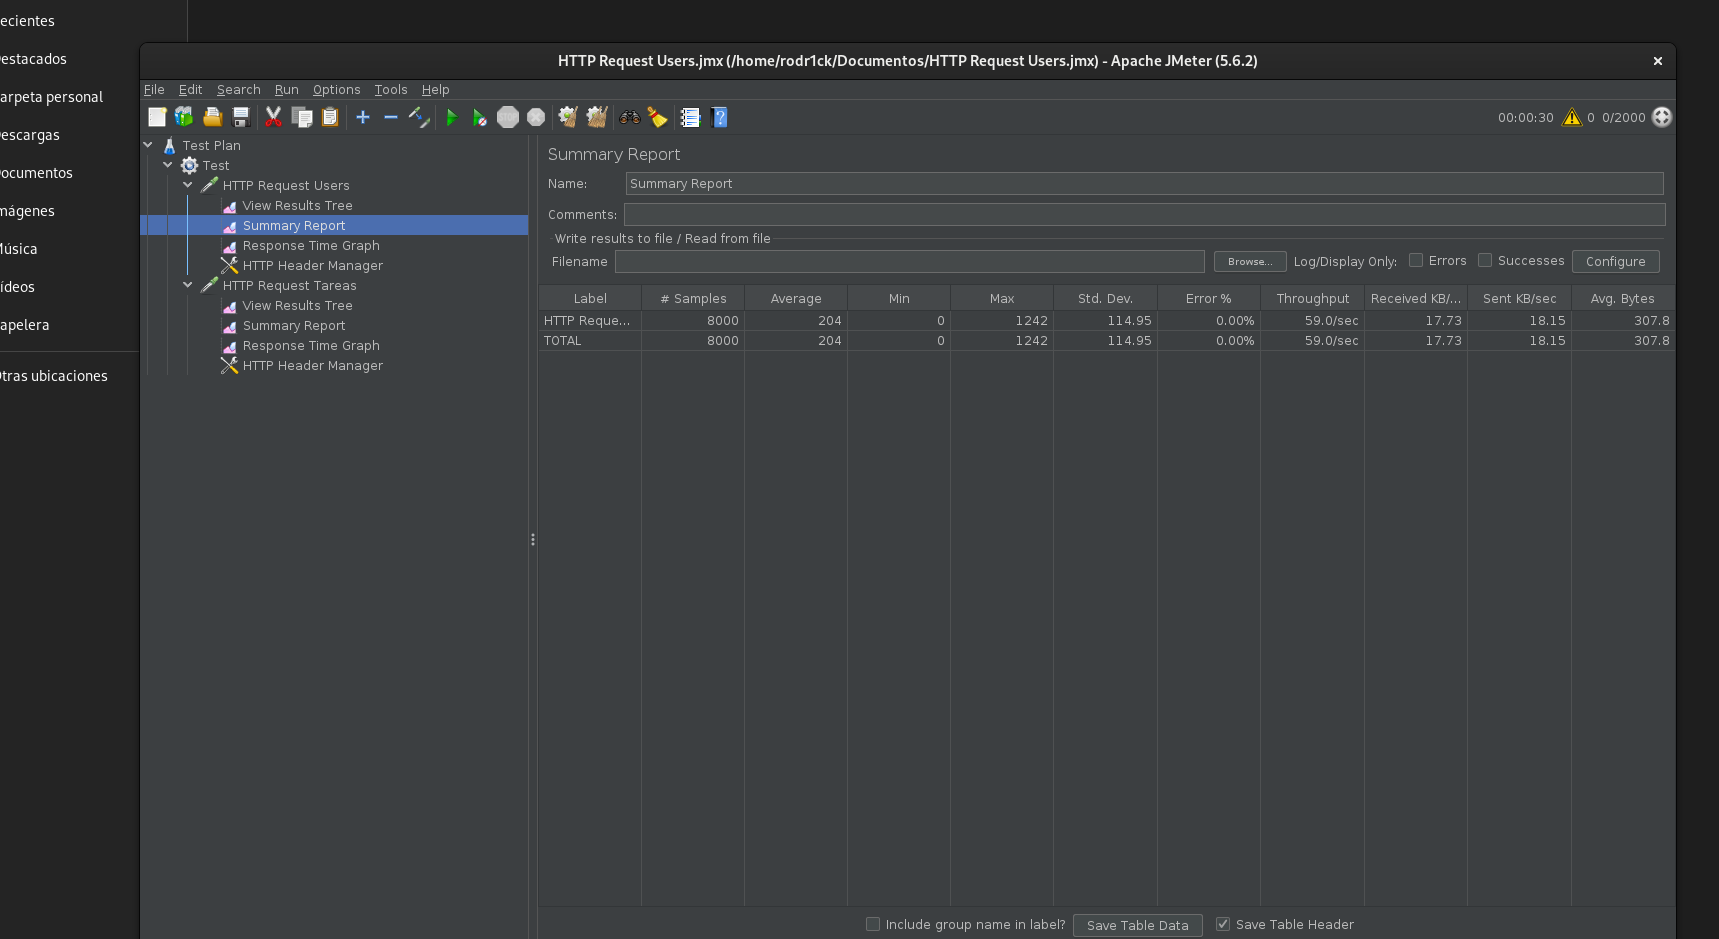 ecientes
estacados
arpeta personal
escargas
ocumentos
mágenes
úsica
ídeos
apelera
tras ubicaciones
HTTP Request Users.jmx (/home/rodr1ck/Documentos/HTTP Request Users.jmx) - Apache JMeter (5.6.2)
File Edit Search Run Options Tools Help
00:00:30 0 0/2000
Test Plan
Test
HTTP Request Users
View Results Tree
Summary Report
Response Time Graph
HTTP Header Manager
HTTP Request Tareas
View Results Tree
Summary Report
Response Time Graph
HTTP Header Manager
Summary Report
Name: Summary Report
Comments:
Write results to file / Read from file
Filename Browse... Log/Display Only: Errors Successes Configure
Label # Samples Average Min Max Std. Dev. Error % Throughput Received KB/... Sent KB/sec Avg. Bytes
HTTP Reque... 8000 204 0 1242 114.95 0.00% 59.0/sec 17.73 18.15 307.8
TOTAL 8000 204 0 1242 114.95 0.00% 59.0/sec 17.73 18.15 307.8
Include group name in label? Save Table Data Save Table Header